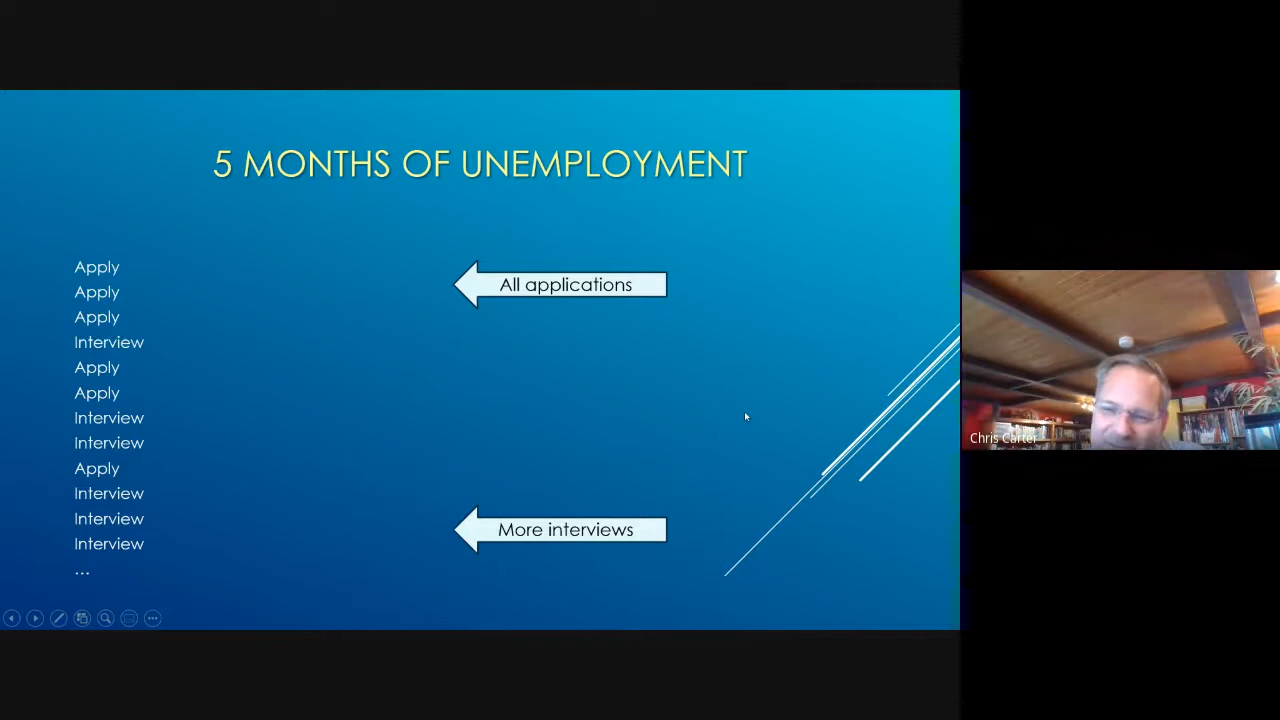 5 MONTHS OF UNEMPLOYMENT
Apply
Apply
Apply
Interview
Apply
Apply
Interview
Interview
Apply
Interview
Interview
Interview
...
All applications
More interviews
Chris Carter